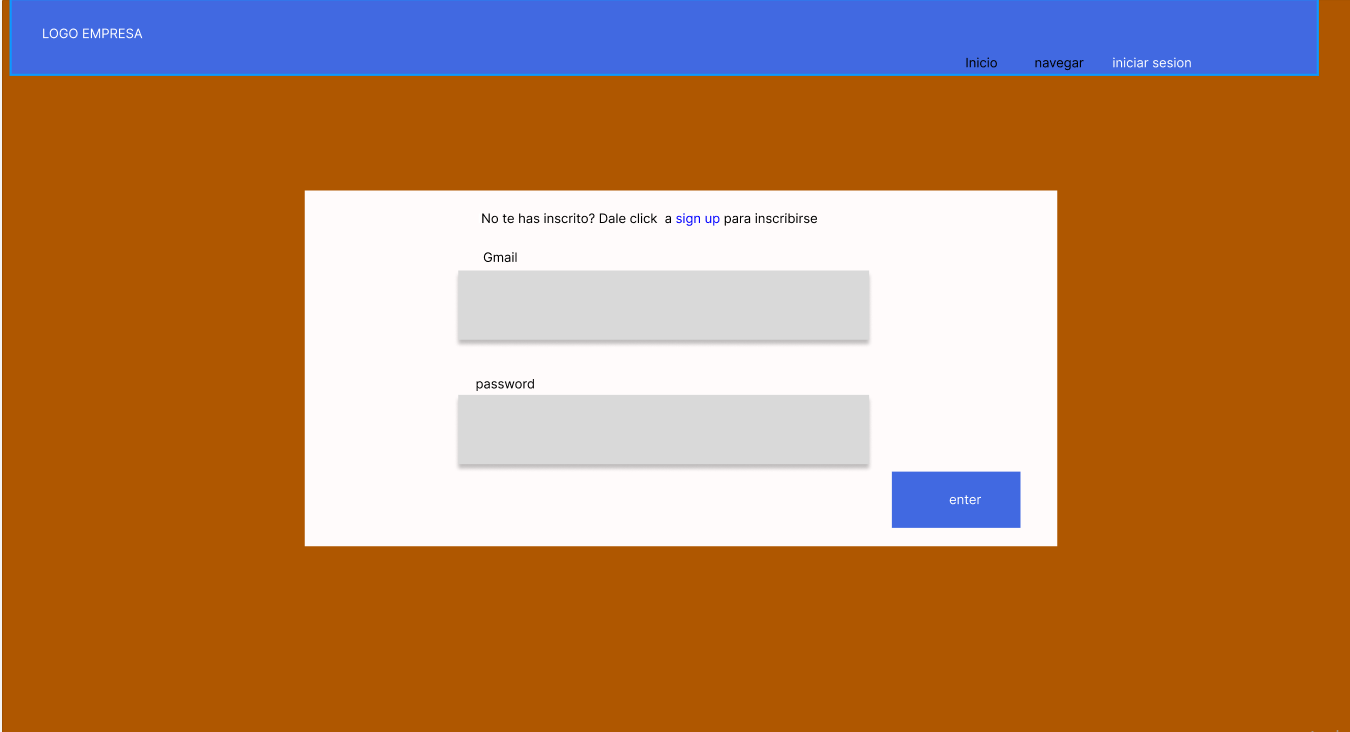 LOGO EMPRESA
Inicio navegar iniciar sesion
No te has inscrito? Dale click a sign up para inscribirse
Gmail
password
enter